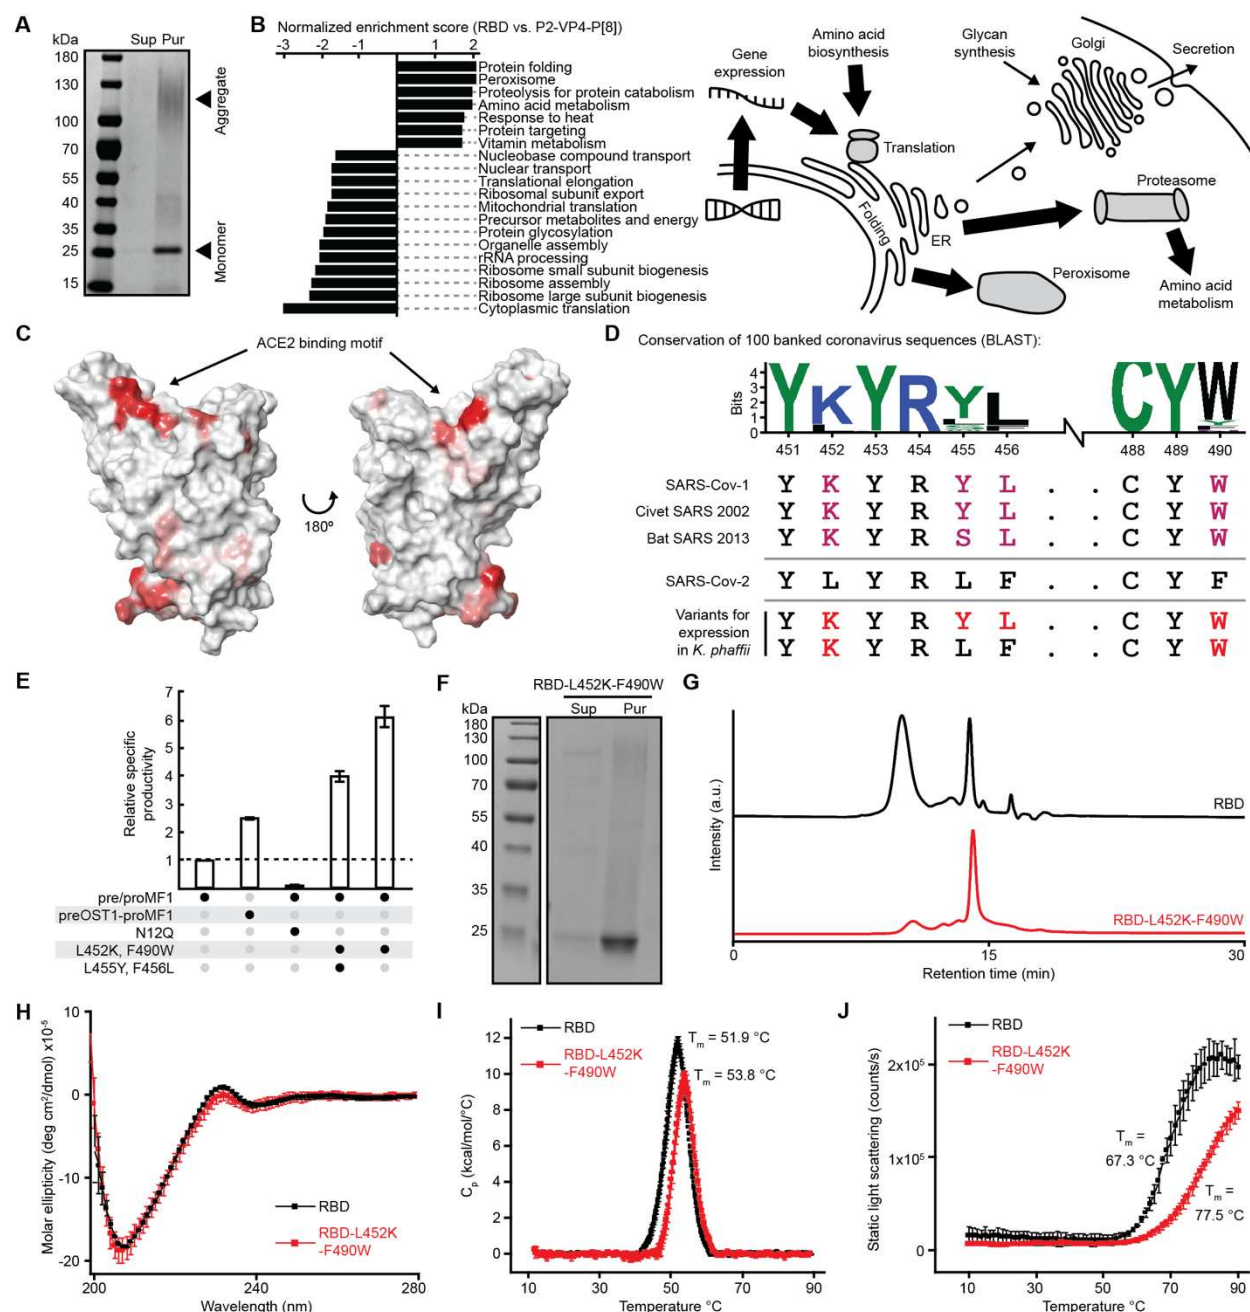 A
kDa Sup Pur
180
130
100
70
55
40
35
25
15
Aggregate
Monomer
B
Normalized enrichment score (RBD vs. P2-VP4-P[8])
-3 -2 -1 1 2
Protein folding
Peroxisome
Proteolysis for protein catabolism
Amino acid metabolism
Response to heat
Protein targeting
Vitamin metabolism
Nucleobase compound transport
Nuclear transport
Translational elongation
Ribosomal subunit export
Mitochondrial translation
Precursor metabolites and energy
Protein glycosylation
Organelle assembly
rRNA processing
Ribosome small subunit biogenesis
Ribosome assembly
Ribosome large subunit biogenesis
Cytoplasmic translation
Gene
expression
Amino acid
biosynthesis
Glycan
synthesis
Golgi
Secretion
Translation
Folding
ER
Proteasome
Peroxisome
Amino acid
metabolism
C
ACE2 binding motif
180º
D
Conservation of 100 banked coronavirus sequences (BLAST):
Bits
4
3
2
1
0
Y K Y R Y L C Y W
451 452 453 454 455 456 488 489 490
SARS-Cov-1 Y K Y R Y L . . C Y W
Civet SARS 2002 Y K Y R Y L . . C Y W
Bat SARS 2013 Y K Y R S L . . C Y W
SARS-Cov-2 Y L Y R L F . . C Y F
Variants for
expression
in K. phaffii
Y K Y R Y L . . C Y W
Y K Y R L F . . C Y W
E
Relative specific
productivity
7
6
5
4
3
2
1
pre/proMF1
preOST1-proMF1
N12Q
L452K, F490W
L455Y, F456L
F
RBD-L452K-F490W
kDa Sup Pur
180
130
100
70
55
40
35
25
G
Intensity (a.u.)
RBD
RBD-L452K-F490W
0 15 30
Retention time (min)
H
Molar ellipticity (deg cm²/dmol) x10⁻⁵
10
0
-10
-20
RBD
RBD-L452K
-F490W
200 220 240 260 280
Wavelength (nm)
I
RBD
RBD-L452K
-F490W
Tm = 51.9 °C
Tm = 53.8 °C
Cp (kcal/mol/°C)
12
10
8
6
4
2
0
10 30 50 70 90
Temperature °C
J
RBD
RBD-L452K
-F490W
Static light scattering (counts/s)
2x10⁵
1x10⁵
0
Tm =
67.3 °C
Tm =
77.5 °C
10 30 50 70 90
Temperature °C